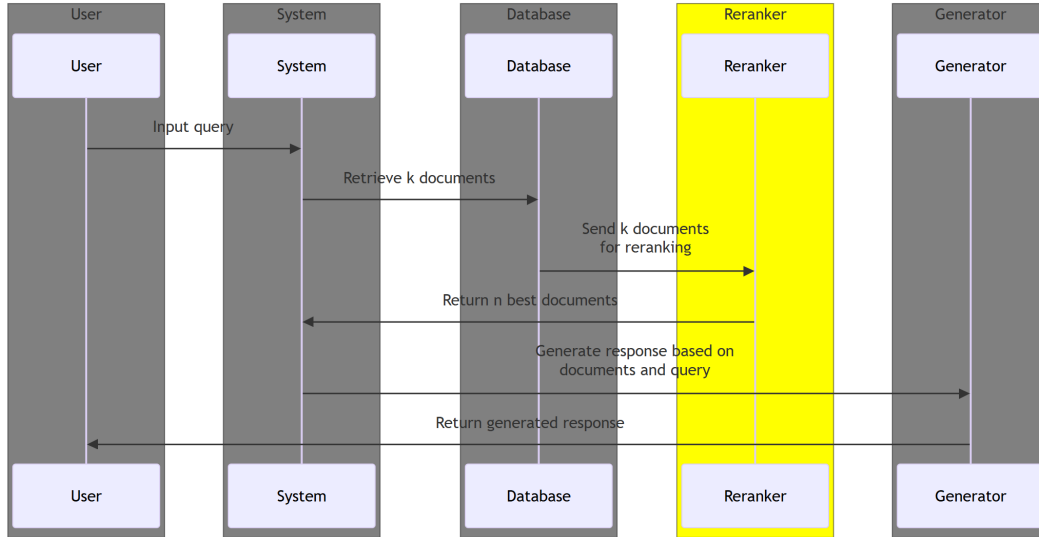 User
System
Database
Reranker
Generator
User
System
Database
Reranker
Generator
Input query
Retrieve k documents
Send k documents
for reranking
Return n best documents
Generate response based on
documents and query
Return generated response
User
System
Database
Reranker
Generator